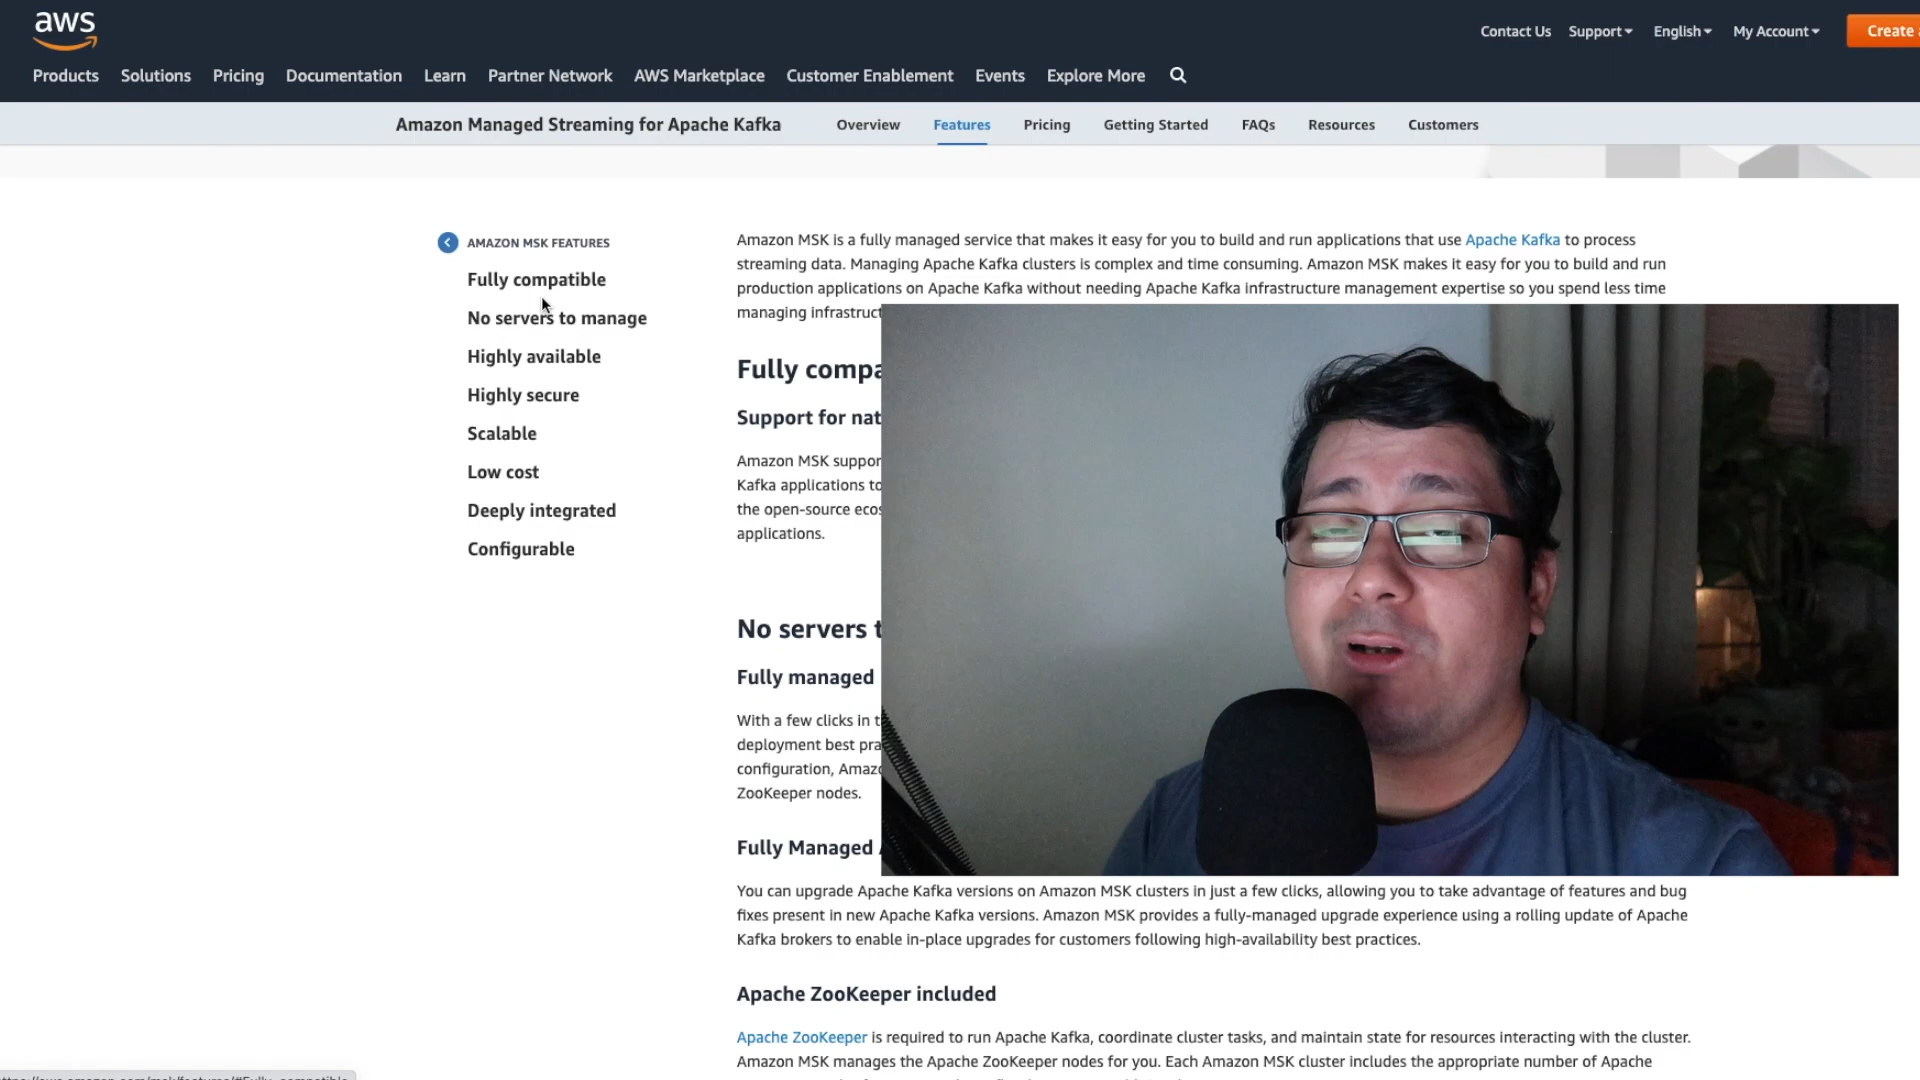 aws
Contact Us Support English My Account Create
Products Solutions Pricing Documentation Learn Partner Network AWS Marketplace Customer Enablement Events Explore More
Amazon Managed Streaming for Apache Kafka Overview Features Pricing Getting Started FAQs Resources Customers
AMAZON MSK FEATURES
Fully compatible
No servers to manage
Highly available
Highly secure
Scalable
Low cost
Deeply integrated
Configurable
Amazon MSK is a fully managed service that makes it easy for you to build and run applications that use Apache Kafka to process
streaming data. Managing Apache Kafka clusters is complex and time consuming. Amazon MSK makes it easy for you to build and run
production applications on Apache Kafka without needing Apache Kafka infrastructure management expertise so you spend less time
managing infrastruct
Fully compa
Support for nat
Amazon MSK suppor
Kafka applications to
the open-source ecos
applications.
No servers t
Fully managed
With a few clicks in t
deployment best pra
configuration, Amazo
ZooKeeper nodes.
Fully Managed
You can upgrade Apache Kafka versions on Amazon MSK clusters in just a few clicks, allowing you to take advantage of features and bug
fixes present in new Apache Kafka versions. Amazon MSK provides a fully-managed upgrade experience using a rolling update of Apache
Kafka brokers to enable in-place upgrades for customers following high-availability best practices.
Apache ZooKeeper included
Apache ZooKeeper is required to run Apache Kafka, coordinate cluster tasks, and maintain state for resources interacting with the cluster.
Amazon MSK manages the Apache ZooKeeper nodes for you. Each Amazon MSK cluster includes the appropriate number of Apache